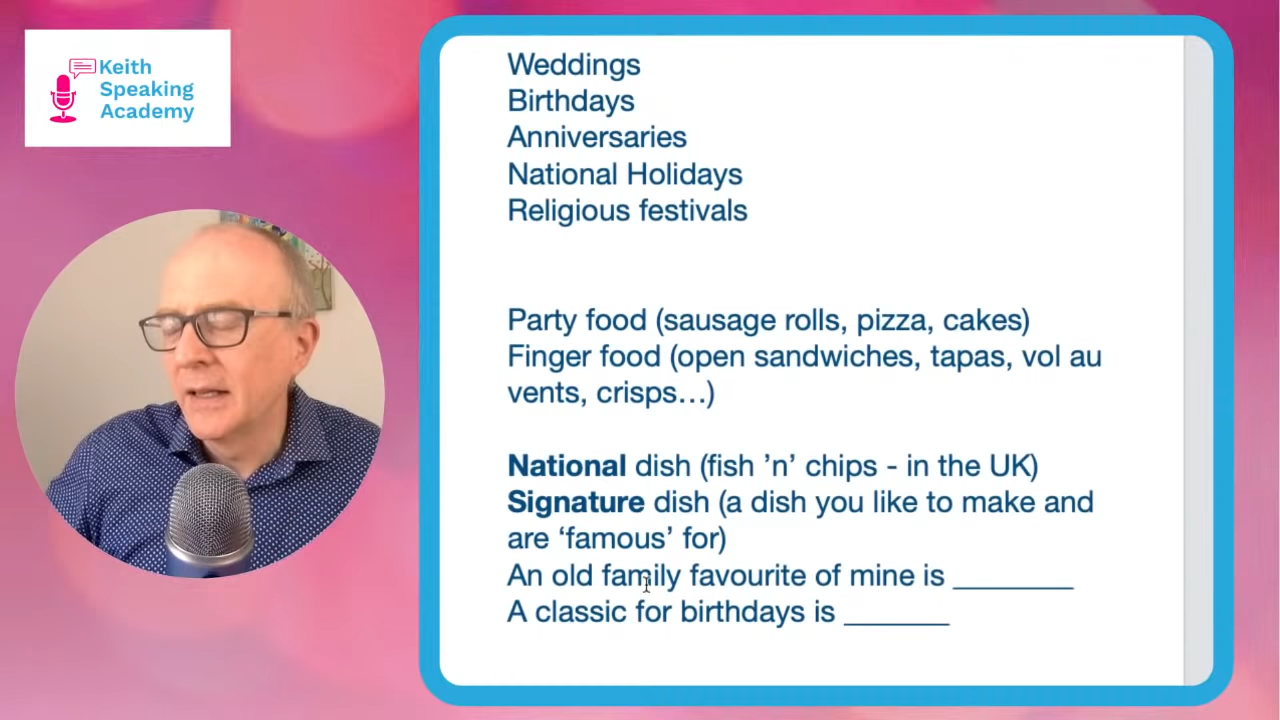 Keith
Speaking
Academy
Weddings
Birthdays
Anniversaries
National Holidays
Religious festivals
Party food (sausage rolls, pizza, cakes)
Finger food (open sandwiches, tapas, vol au
vents, crisps…)
National dish (fish ’n’ chips - in the UK)
Signature dish (a dish you like to make and
are ‘famous’ for)
An old family favourite of mine is ________
A classic for birthdays is _______